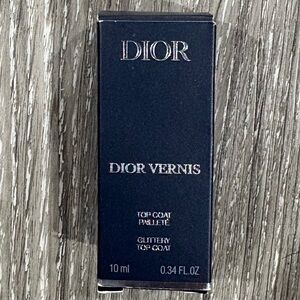 DIOR
DIOR VERNIS
TOP COAT
PAILLETÉ
GLITTERY
TOP COAT
10 ml 0.34 FL.OZ